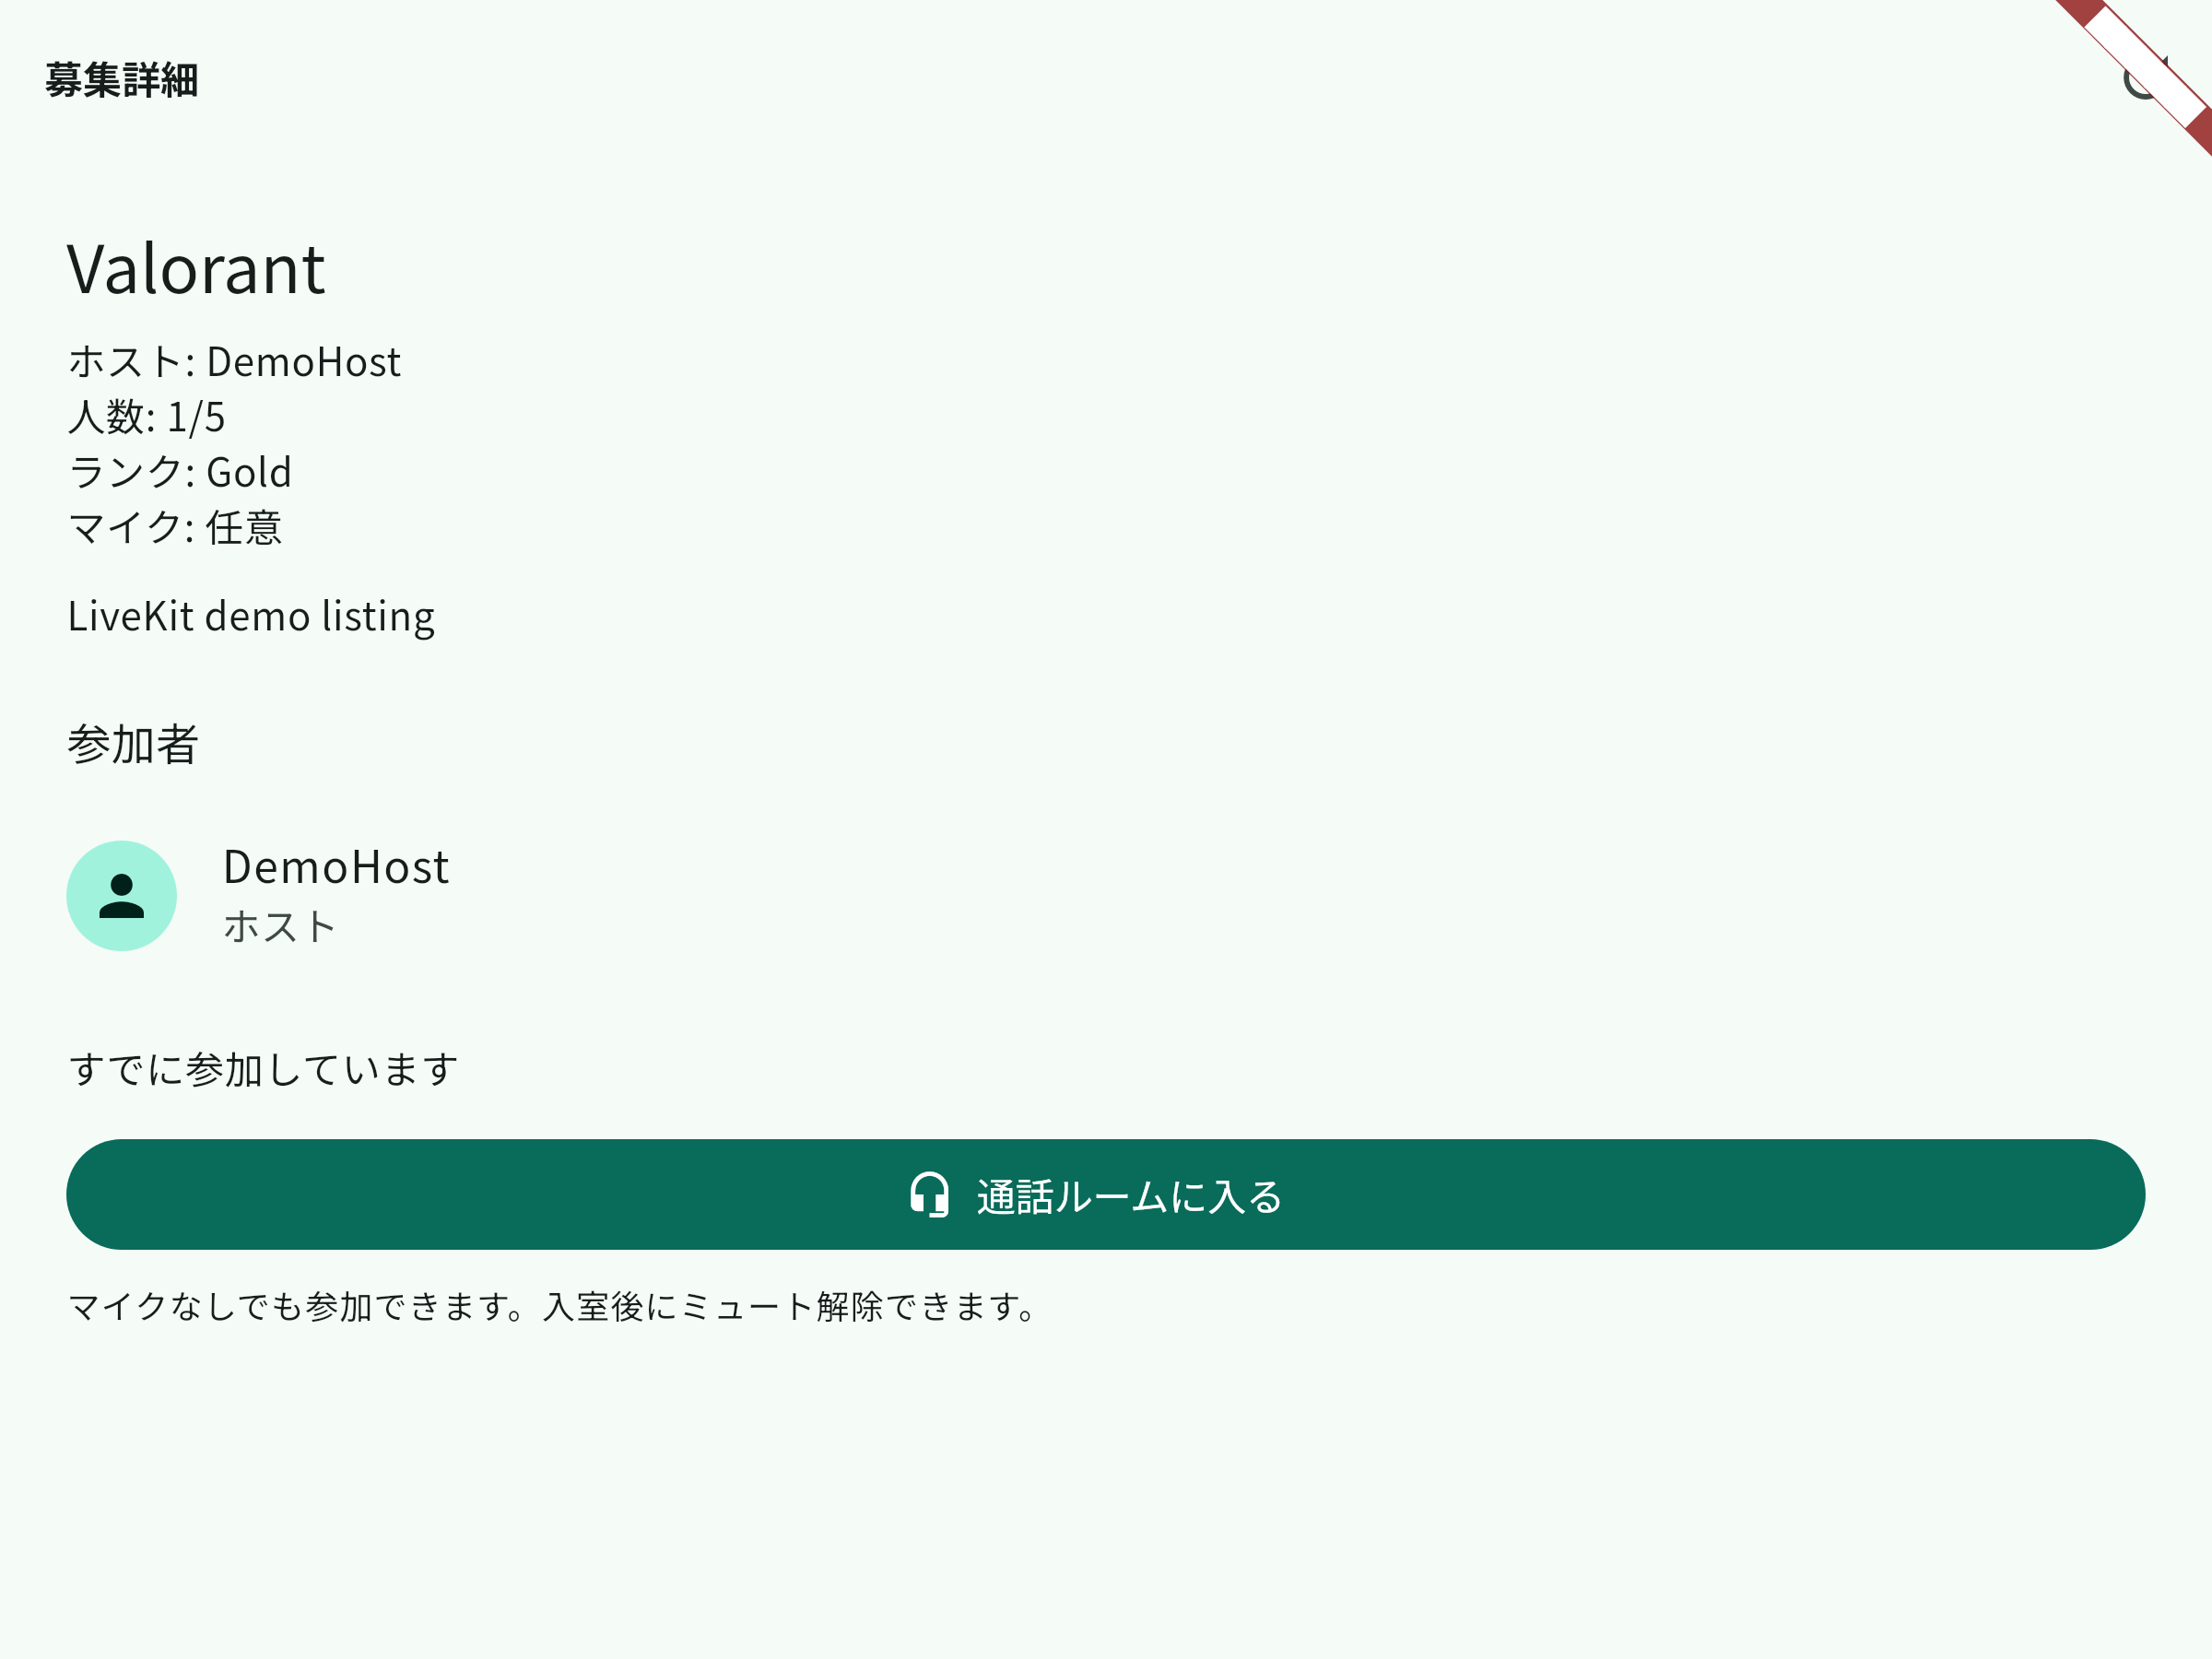 募集詳細
Valorant
ホスト: DemoHost
人数: 1/5
ランク: Gold
マイク: 任意
LiveKit demo listing
参加者
DemoHost
ホスト
すでに参加しています
通話ルームに入る
マイクなしでも参加できます。入室後にミュート解除できます。